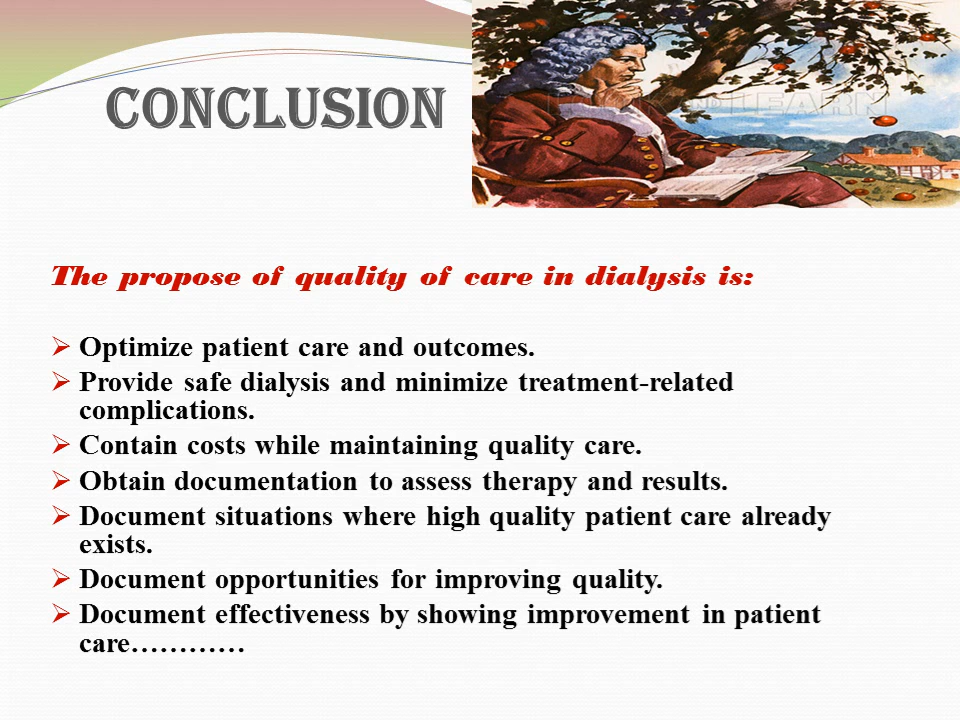 CONCLUSION
LEARN
The propose of quality of care in dialysis is:
➢ Optimize patient care and outcomes.
➢ Provide safe dialysis and minimize treatment-related
complications.
➢ Contain costs while maintaining quality care.
➢ Obtain documentation to assess therapy and results.
➢ Document situations where high quality patient care already
exists.
➢ Document opportunities for improving quality.
➢ Document effectiveness by showing improvement in patient
care…………